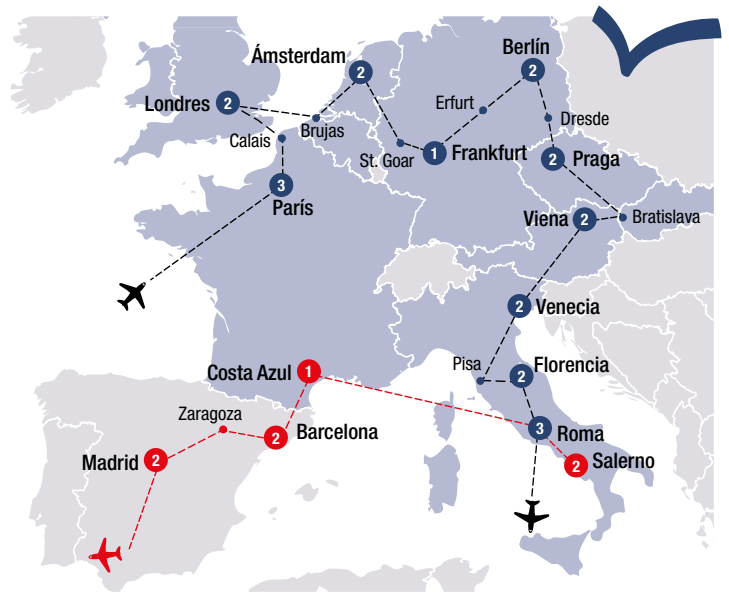 Berlín
2
Ámsterdam
2
Londres
2
Erfurt
Brujas
Dresde
Calais
St. Goar
1
Frankfurt
2
Praga
3
París
Viena
2
Bratislava
2
Venecia
Pisa
2
Florencia
Costa Azul
1
Zaragoza
2
Barcelona
3
Roma
Madrid
2
2
Salerno